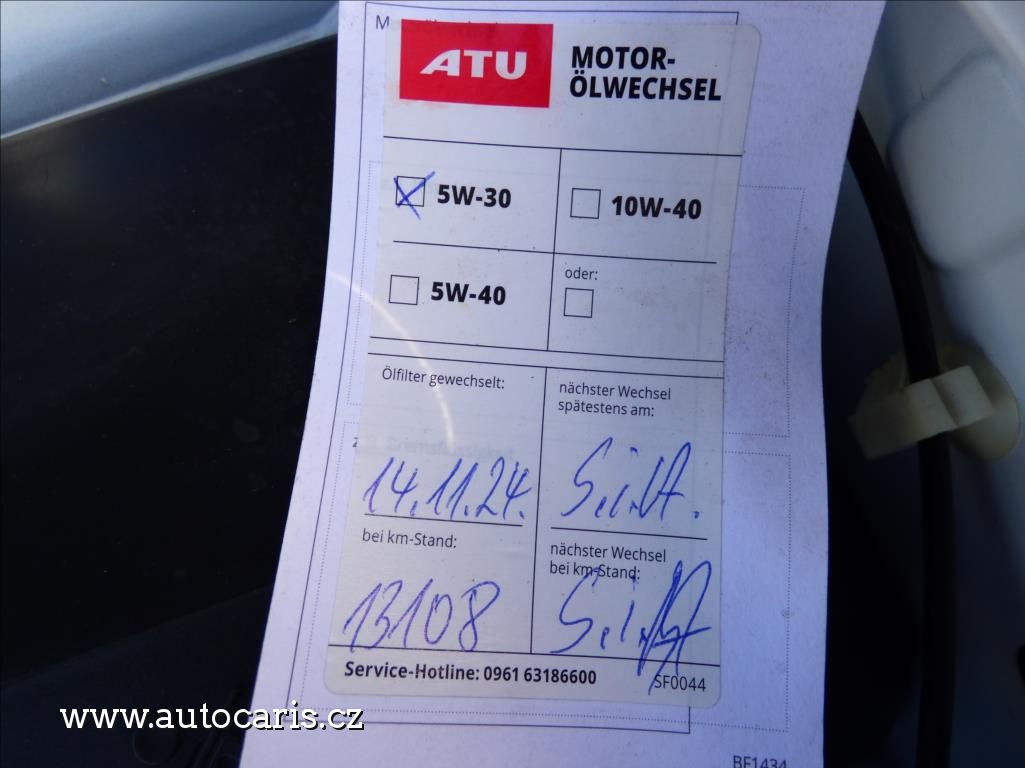 ATU
MOTOR-
ÖLWECHSEL
5W-30
10W-40
5W-40
oder:
Ölfilter gewechselt:
nächster Wechsel
spätestens am:
14.11.24.
bei km-Stand:
nächster Wechsel
bei km-Stand:
13108
Service-Hotline: 0961 63186600
SF0044
www.autocaris.cz
BF1434